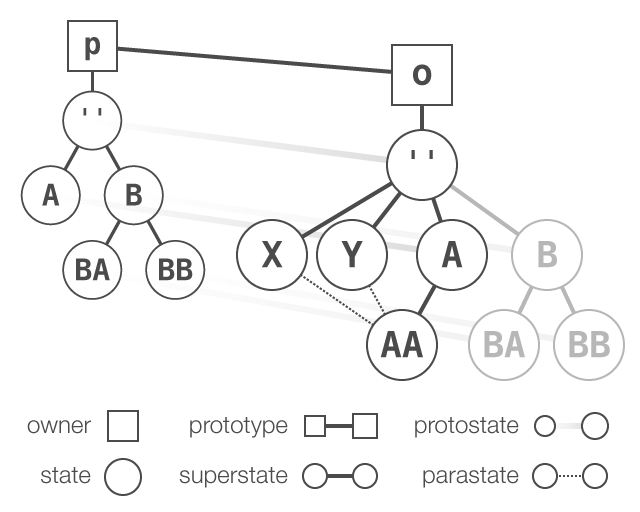 p
o
''
''
A B
X Y A B
BA BB
AA BA BB
owner prototype protostate
state superstate parastate